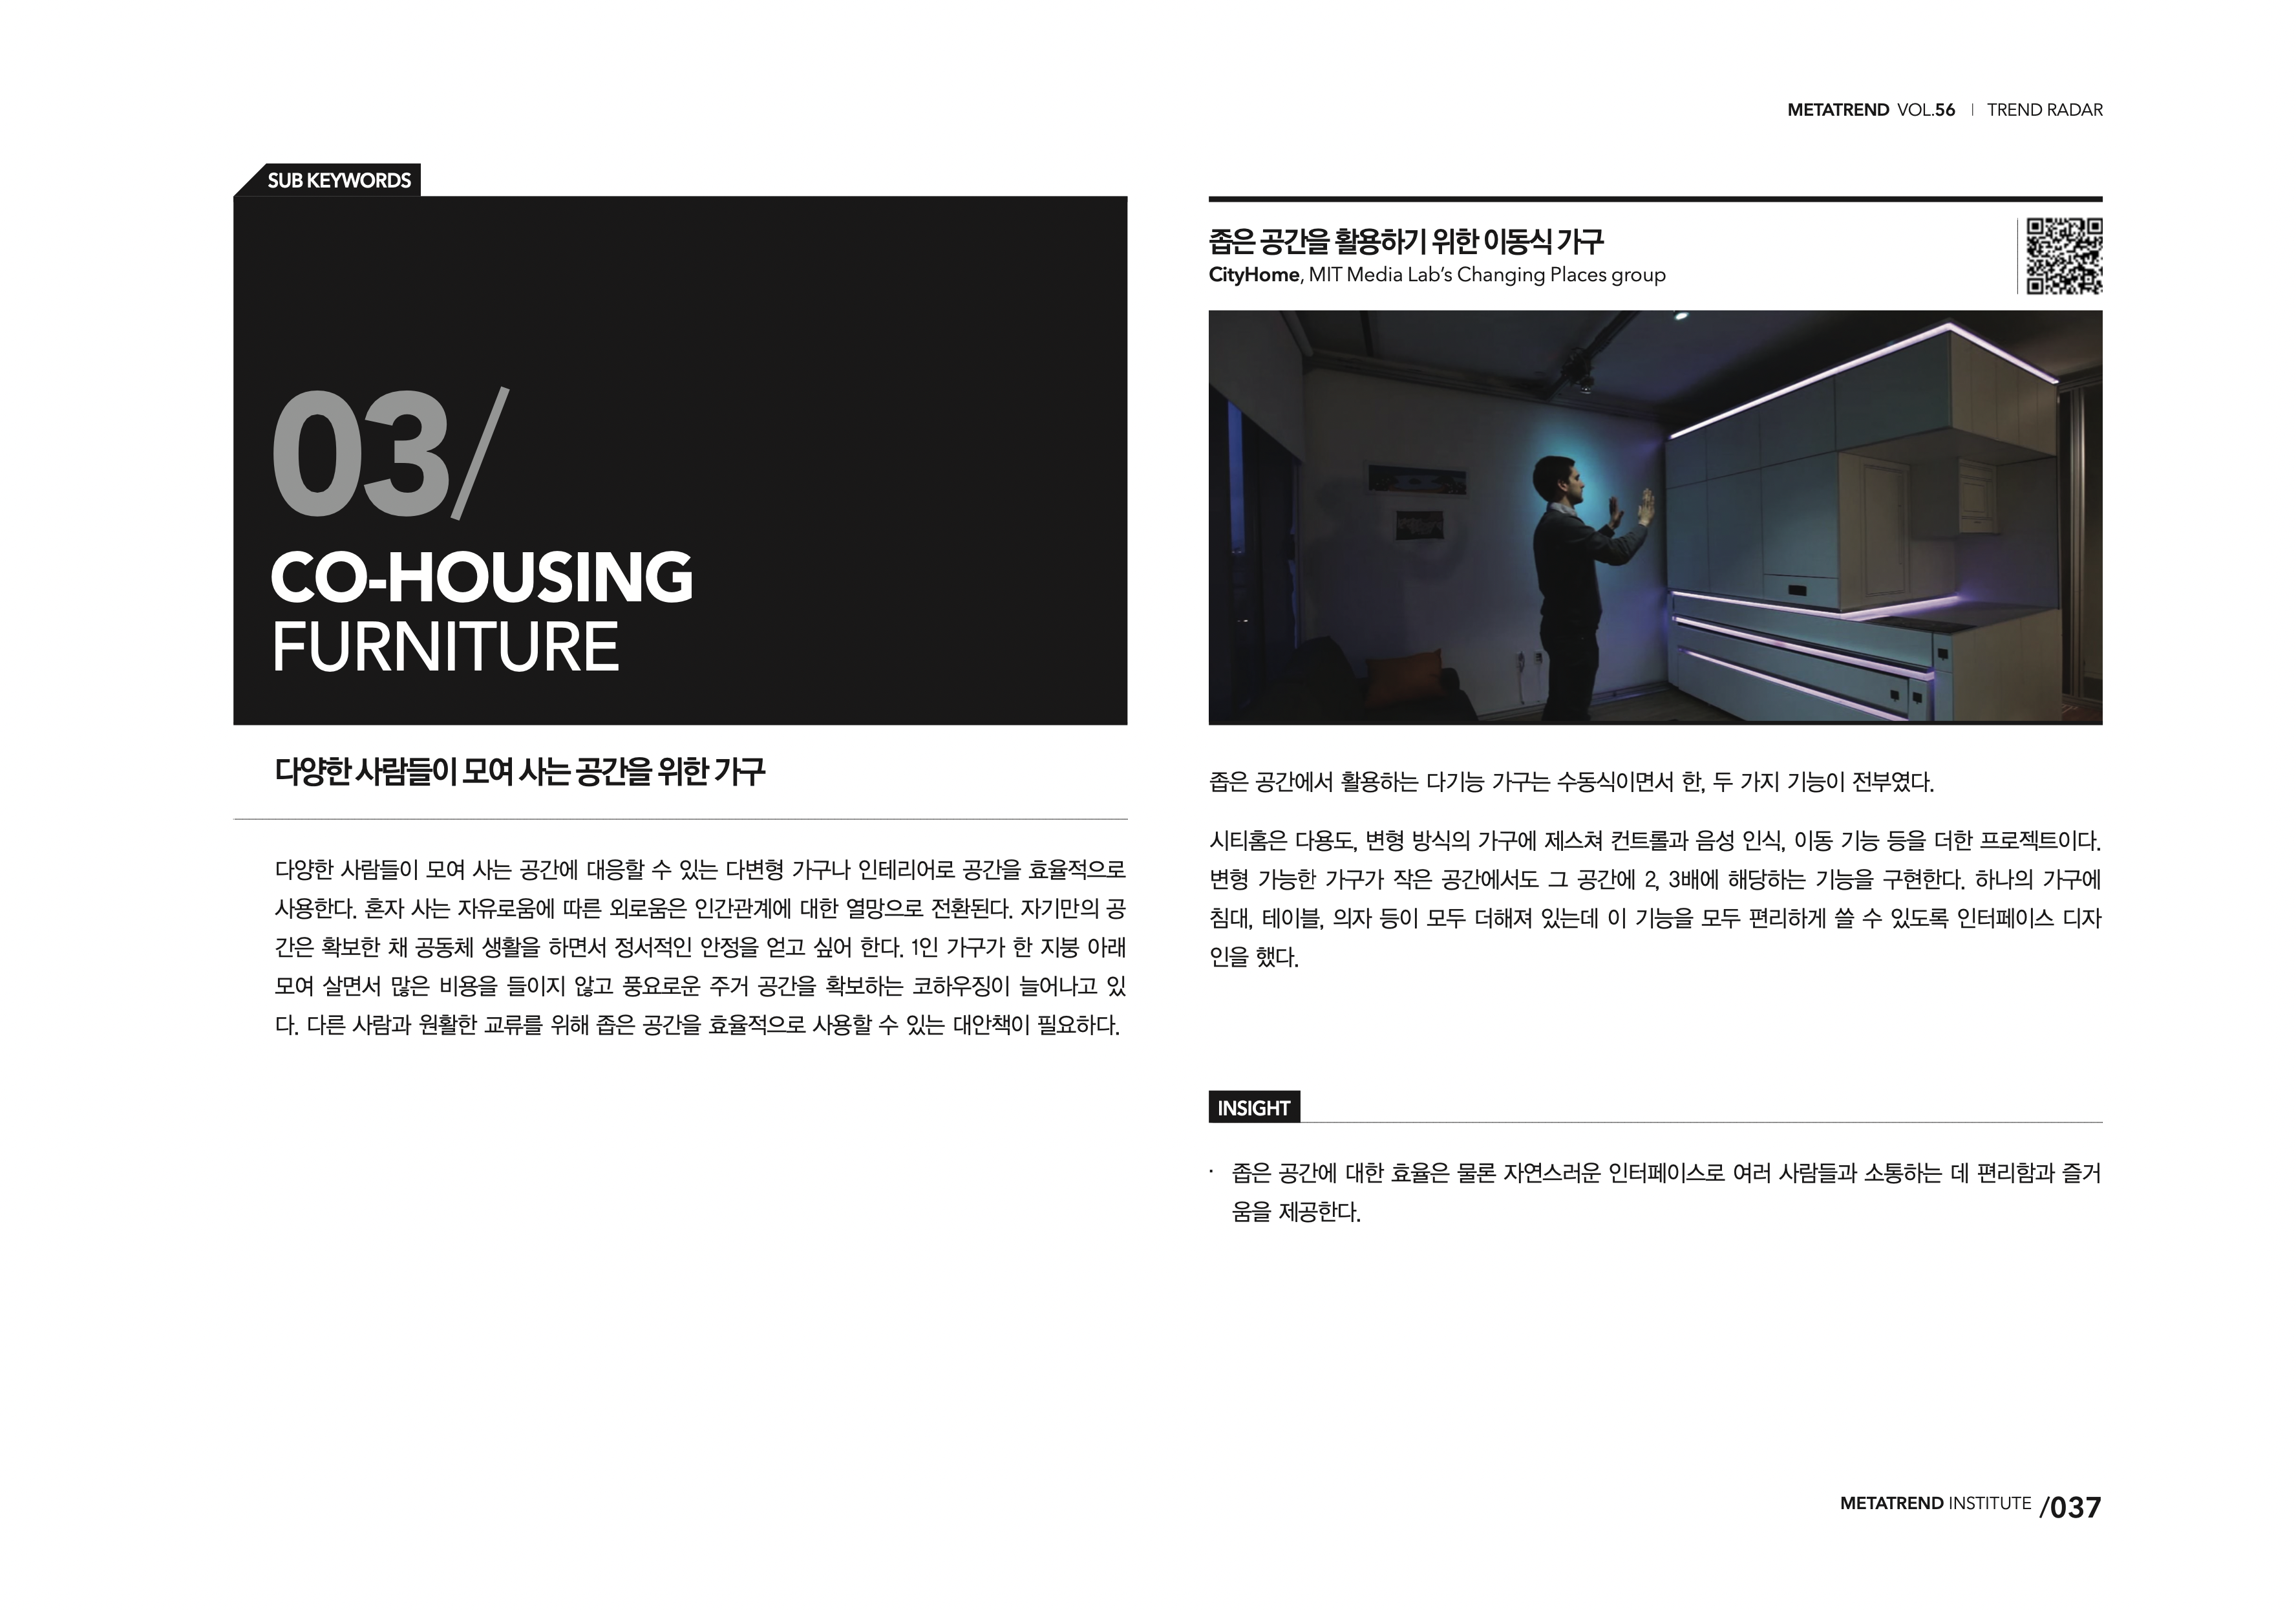 METATREND VOL.56 | TREND RADAR
SUB KEYWORDS
03/
CO-HOUSING
FURNITURE
다양한 사람들이 모여 사는 공간을 위한 가구
다양한 사람들이 모여 사는 공간에 대응할 수 있는 다변형 가구나 인테리어로 공간을 효율적으로
사용한다. 혼자 사는 자유로움에 따른 외로움은 인간관계에 대한 열망으로 전환된다. 자기만의 공
간은 확보한 채 공동체 생활을 하면서 정서적인 안정을 얻고 싶어 한다. 1인 가구가 한 지붕 아래
모여 살면서 많은 비용을 들이지 않고 풍요로운 주거 공간을 확보하는 코하우징이 늘어나고 있
다. 다른 사람과 원활한 교류를 위해 좁은 공간을 효율적으로 사용할 수 있는 대안책이 필요하다.
좁은 공간을 활용하기 위한 이동식 가구
CityHome, MIT Media Lab's Changing Places group
좁은 공간에서 활용하는 다기능 가구는 수동식이면서 한, 두 가지 기능이 전부였다.
시티홈은 다용도, 변형 방식의 가구에 제스쳐 컨트롤과 음성 인식, 이동 기능 등을 더한 프로젝트이다.
변형 가능한 가구가 작은 공간에서도 그 공간에 2, 3배에 해당하는 기능을 구현한다. 하나의 가구에
침대, 테이블, 의자 등이 모두 더해져 있는데 이 기능을 모두 편리하게 쓸 수 있도록 인터페이스 디자
인을 했다.
INSIGHT
· 좁은 공간에 대한 효율은 물론 자연스러운 인터페이스로 여러 사람들과 소통하는 데 편리함과 즐거
움을 제공한다.
METATREND INSTITUTE /037